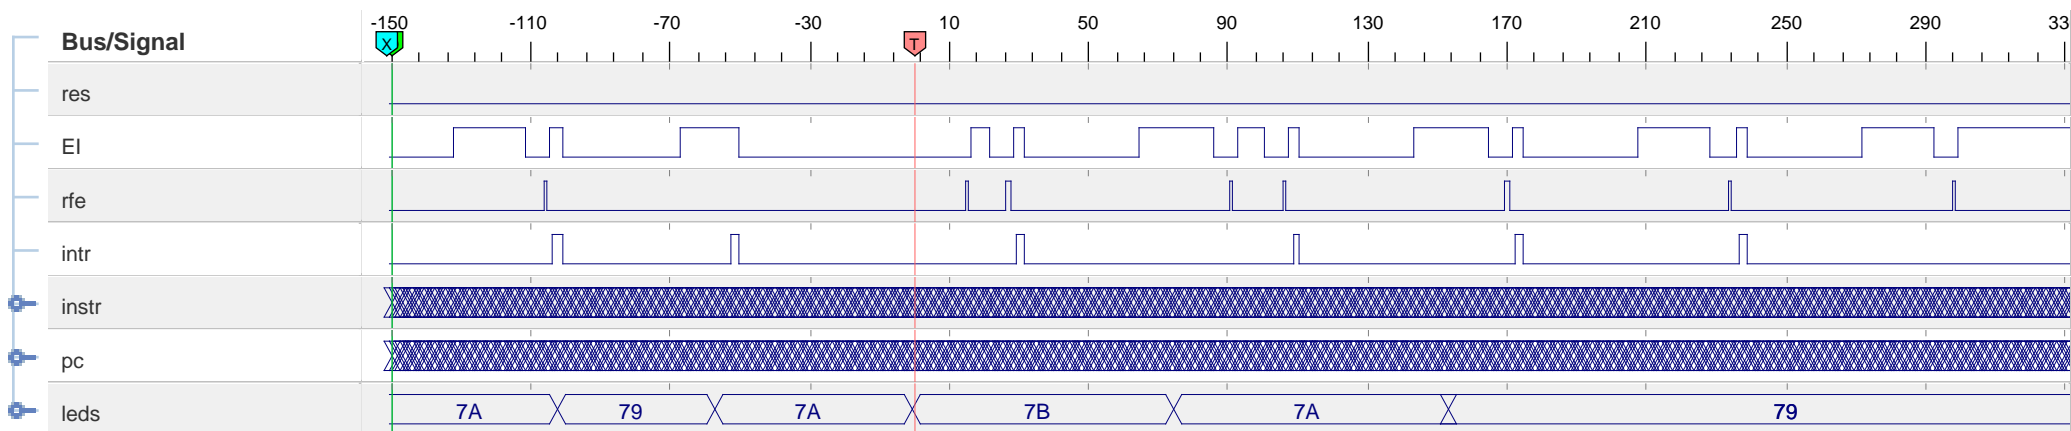 -150 -110 -70 -30 10 50 90 130 170 210 250 290 33
Bus/Signal X T
res
EI
rfe
intr
instr
pc
leds 7A 79 7A 7B 7A 79